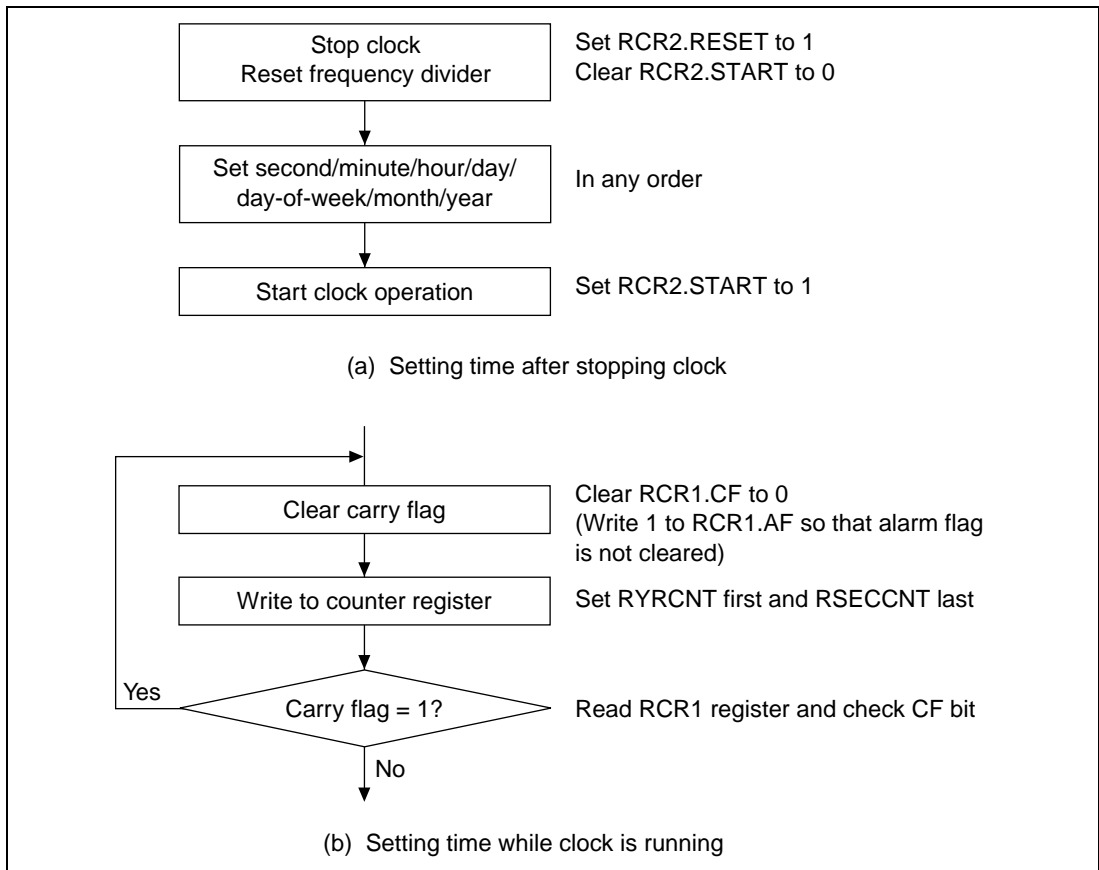 Stop clock
Reset frequency divider
Set RCR2.RESET to 1
Clear RCR2.START to 0
Set second/minute/hour/day/
day-of-week/month/year
In any order
Start clock operation
Set RCR2.START to 1
(a) Setting time after stopping clock
Clear carry flag
Clear RCR1.CF to 0
(Write 1 to RCR1.AF so that alarm flag
is not cleared)
Write to counter register
Set RYRCNT first and RSECCNT last
Yes
Carry flag = 1?
Read RCR1 register and check CF bit
No
(b) Setting time while clock is running